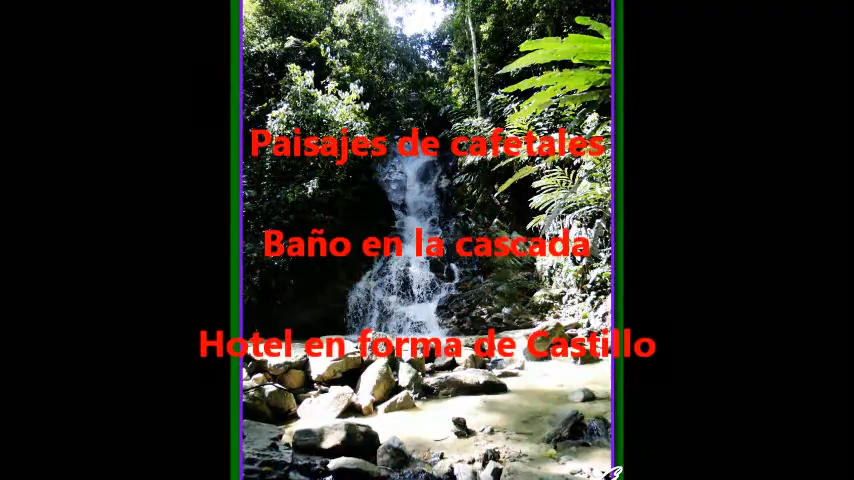 Paisajes de cafetales
Baño en la cascada
Hotel en forma de Castillo